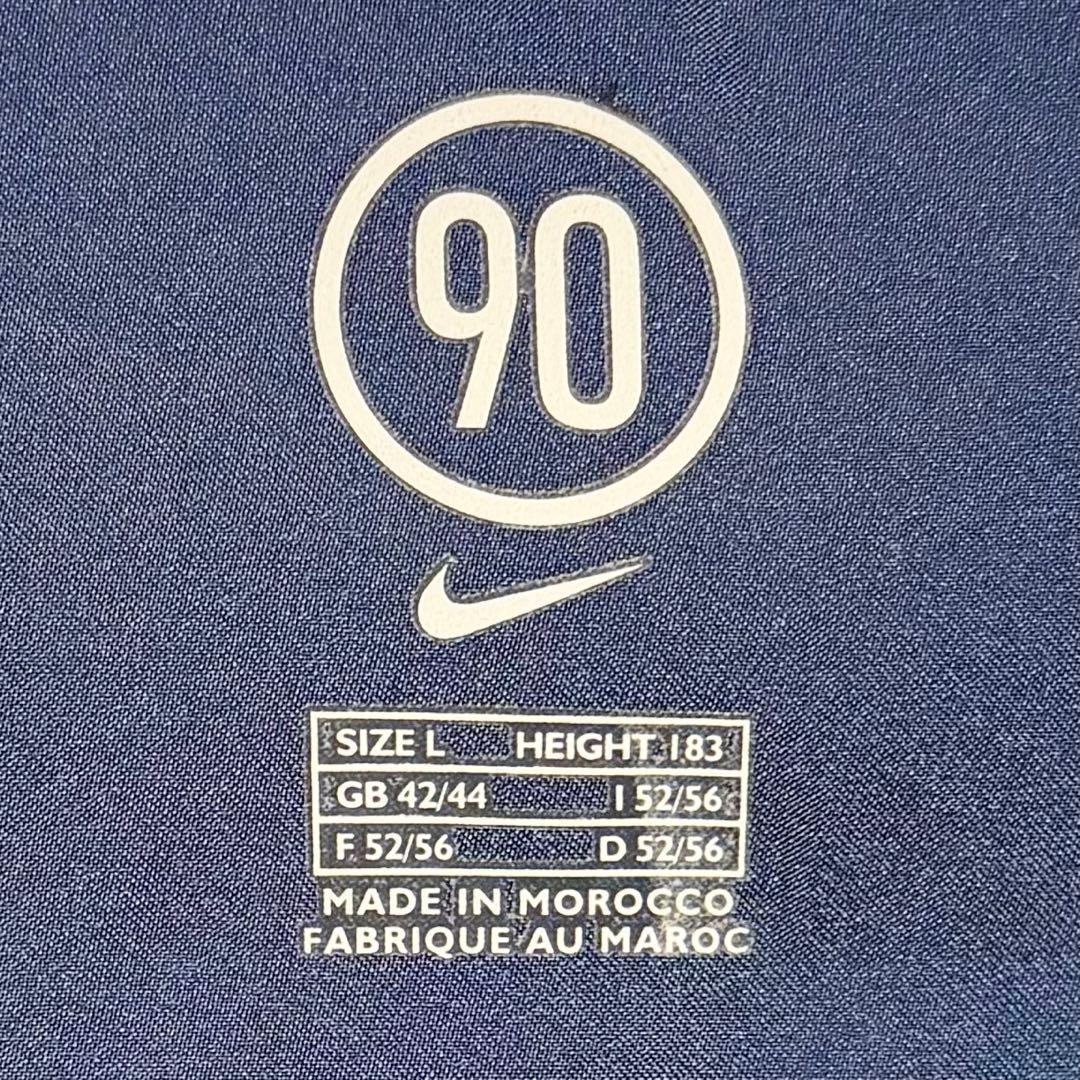 90
SIZE L HEIGHT 183
GB 42/44 I 52/56
F 52/56 D 52/56
MADE IN MOROCCO
FABRIQUE AU MAROC